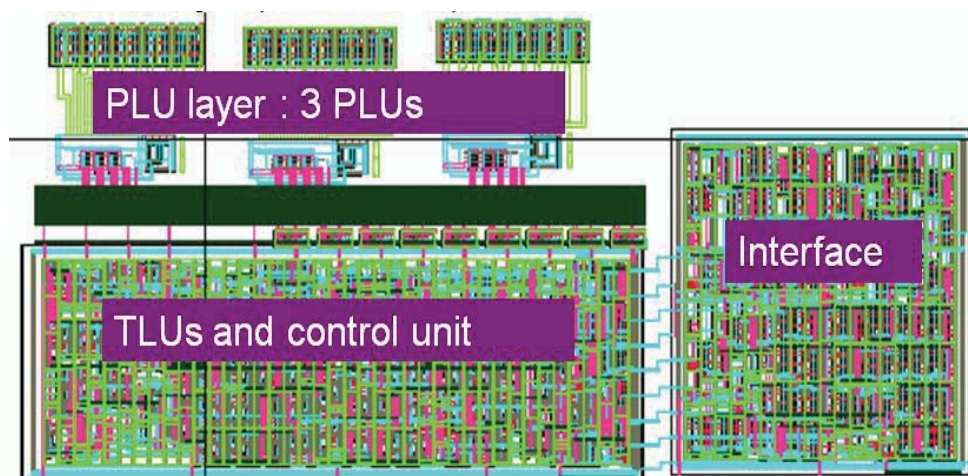 PLU layer : 3 PLUs
Interface
TLUs and control unit